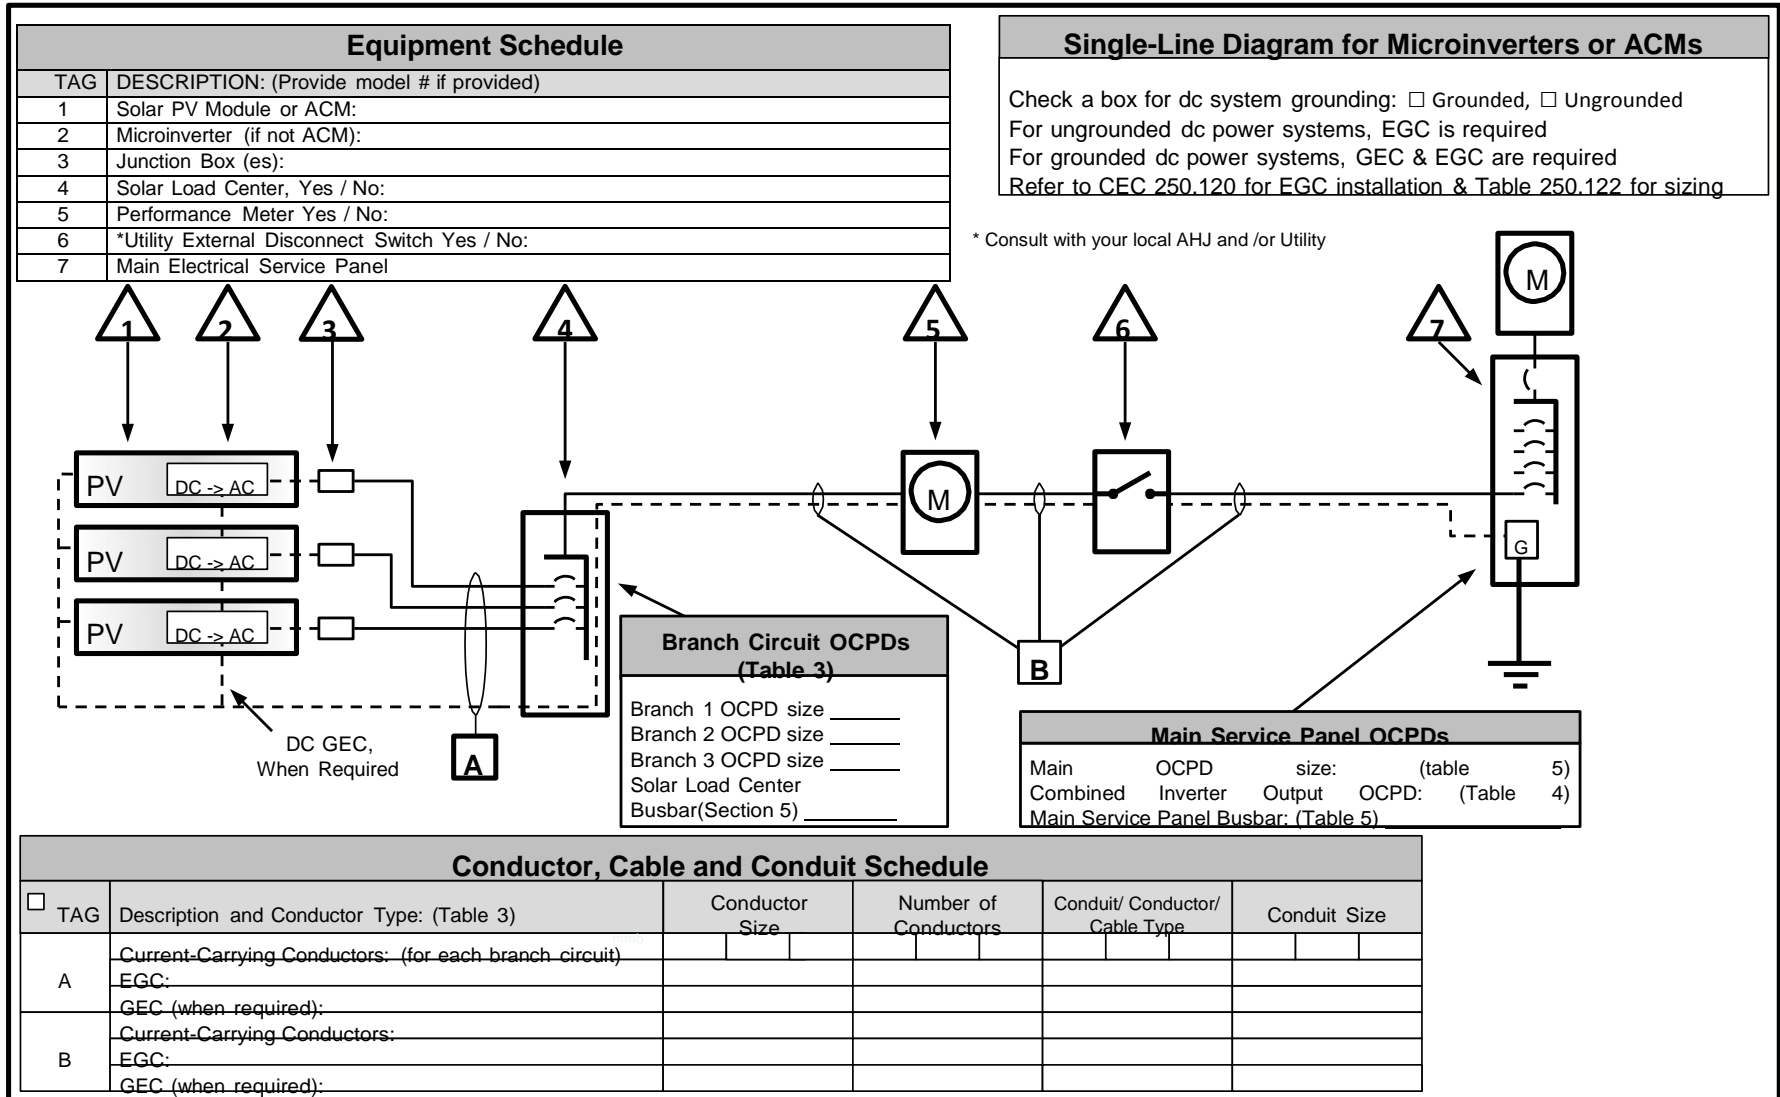 Equipment Schedule
TAG DESCRIPTION: (Provide model # if provided)
1 Solar PV Module or ACM:
2 Microinverter (if not ACM):
3 Junction Box (es):
4 Solar Load Center, Yes / No:
5 Performance Meter Yes / No:
6 *Utility External Disconnect Switch Yes / No:
7 Main Electrical Service Panel
Single-Line Diagram for Microinverters or ACMs
Check a box for dc system grounding: ☐ Grounded, ☐ Ungrounded
For ungrounded dc power systems, EGC is required
For grounded dc power systems, GEC & EGC are required
Refer to CEC 250.120 for EGC installation & Table 250.122 for sizing
* Consult with your local AHJ and /or Utility
M
1 2 3 4 5 6 7
PV DC -> AC
M
PV DC -> AC
G
PV DC -> AC
DC GEC,
When Required
A
B
Branch Circuit OCPDs
(Table 3)
Branch 1 OCPD size ______
Branch 2 OCPD size ______
Branch 3 OCPD size ______
Solar Load Center
Busbar(Section 5) ________
Main Service Panel OCPDs
Main OCPD size: (table 5)
Combined Inverter Output OCPD: (Table 4)
Main Service Panel Busbar: (Table 5)________________
Conductor, Cable and Conduit Schedule
☐ TAG Description and Conductor Type: (Table 3) Conductor Size Number of Conductors Conduit/ Conductor/ Cable Type Conduit Size
A Current-Carrying Conductors: (for each branch circuit)
EGC:
GEC (when required):
B Current-Carrying Conductors:
EGC:
GEC (when required):